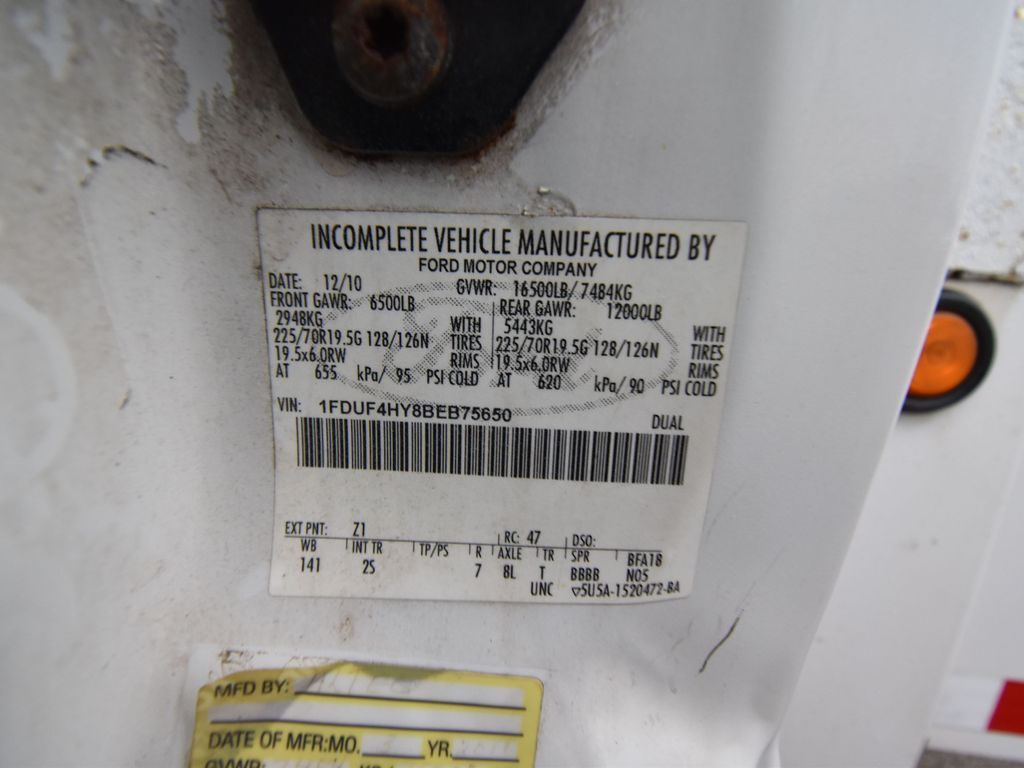 INCOMPLETE VEHICLE MANUFACTURED BY
FORD MOTOR COMPANY
DATE: 12/10 GVWR: 16500LB/ 7484KG
FRONT GAWR: 6500LB REAR GAWR: 12000LB
2948KG WITH 5443KG WITH
225/70R19.5G 128/126N TIRES 225/70R19.5G 128/126N TIRES
19.5x6.0RW RIMS 19.5x6.0RW RIMS
AT 655 kPa/ 95 PSI COLD AT 620 kPa/ 90 PSI COLD
VIN: 1FDUF4HY8BEB75650 DUAL
EXT PNT: Z1 RC: 47 DSO:
WB INT TR TP/PS R AXLE TR SPR BFA18
141 2S 7 8L T BBBB N05
UNC ▽5U5A-1520472-BA
MFD BY:
DATE OF MFR:MO. YR.
GVWR: